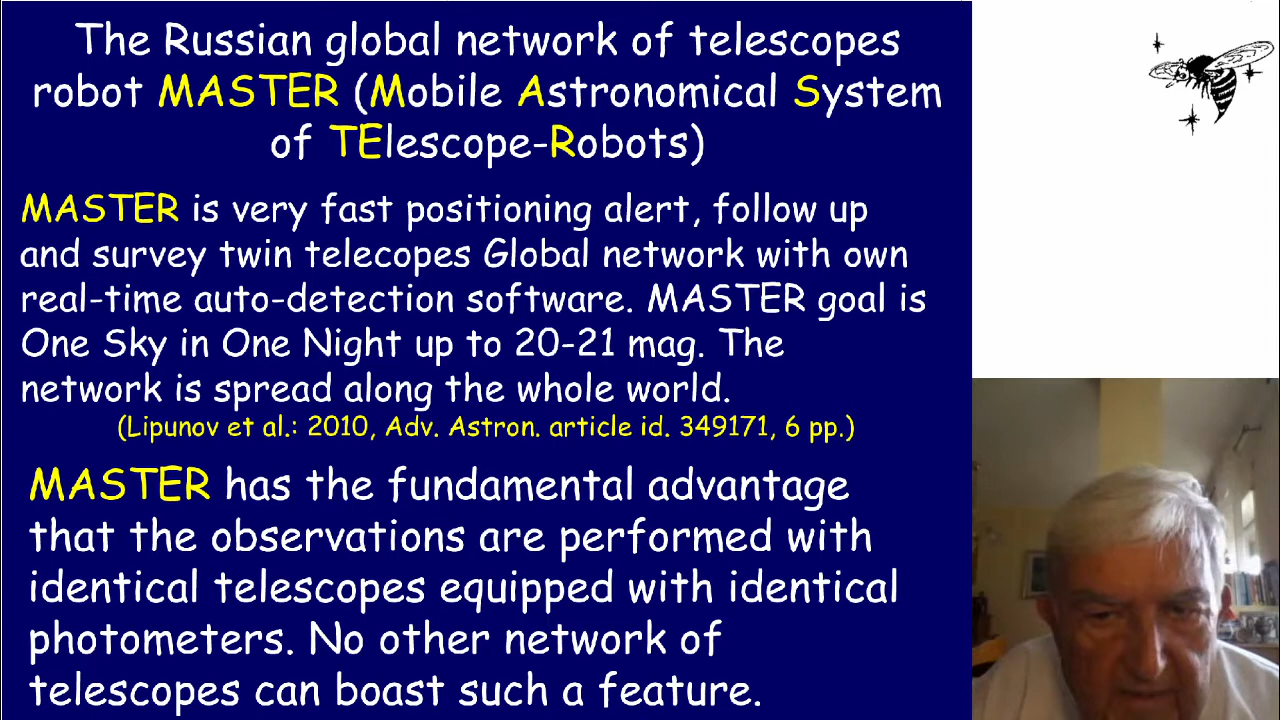 The Russian global network of telescopes
robot MASTER (Mobile Astronomical System
of TElescope-Robots)
MASTER is very fast positioning alert, follow up
and survey twin telecopes Global network with own
real-time auto-detection software. MASTER goal is
One Sky in One Night up to 20-21 mag. The
network is spread along the whole world.
(Lipunov et al.: 2010, Adv. Astron. article id. 349171, 6 pp.)
MASTER has the fundamental advantage
that the observations are performed with
identical telescopes equipped with identical
photometers. No other network of
telescopes can boast such a feature.